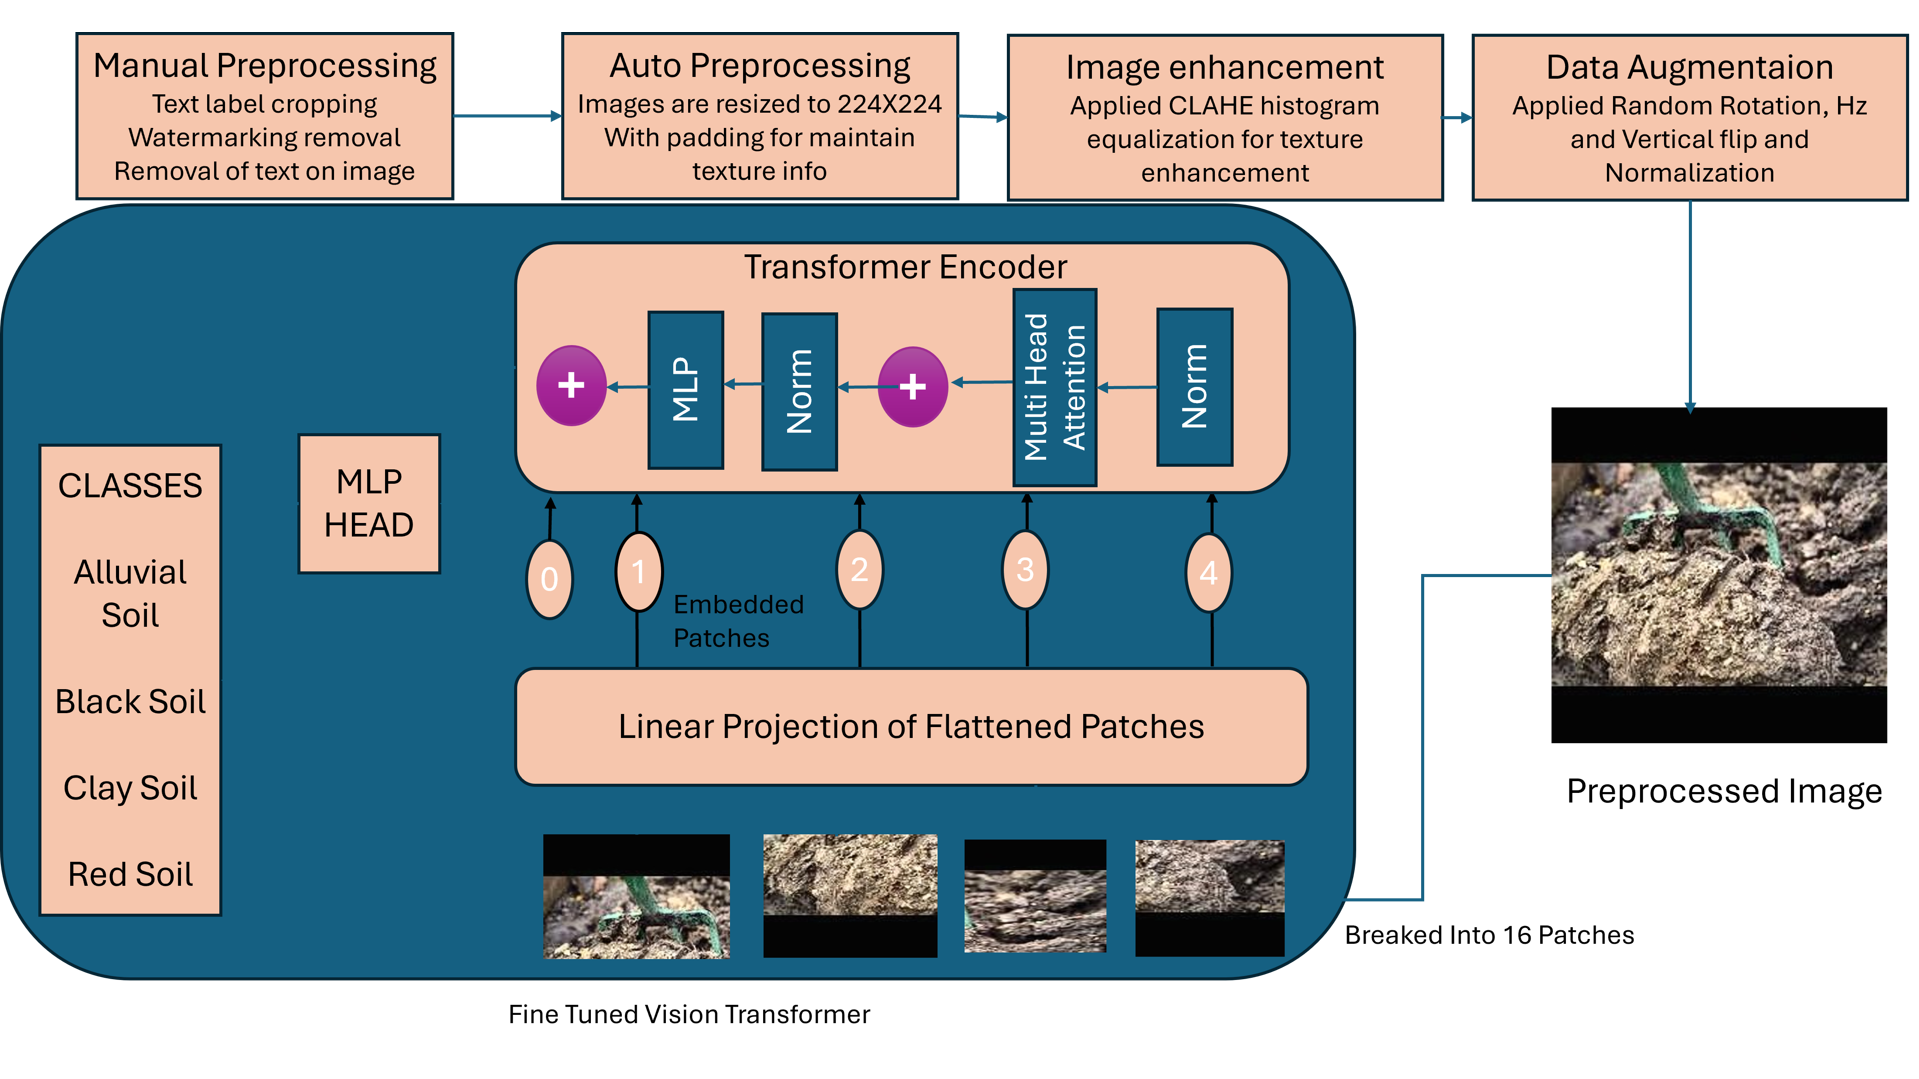 Manual Preprocessing
Text label cropping
Watermarking removal
Removal of text on image
Auto Preprocessing
Images are resized to 224X224
With padding for maintain
texture info
Image enhancement
Applied CLAHE histogram
equalization for texture
enhancement
Data Augmentaion
Applied Random Rotation, Hz
and Vertical flip and
Normalization
Transformer Encoder
+
MLP
Norm
+
Multi Head
Attention
Norm
CLASSES
Alluvial
Soil
Black Soil
Clay Soil
Red Soil
MLP
HEAD
0
1
2
3
4
Embedded
Patches
Linear Projection of Flattened Patches
Preprocessed Image
Breaked Into 16 Patches
Fine Tuned Vision Transformer